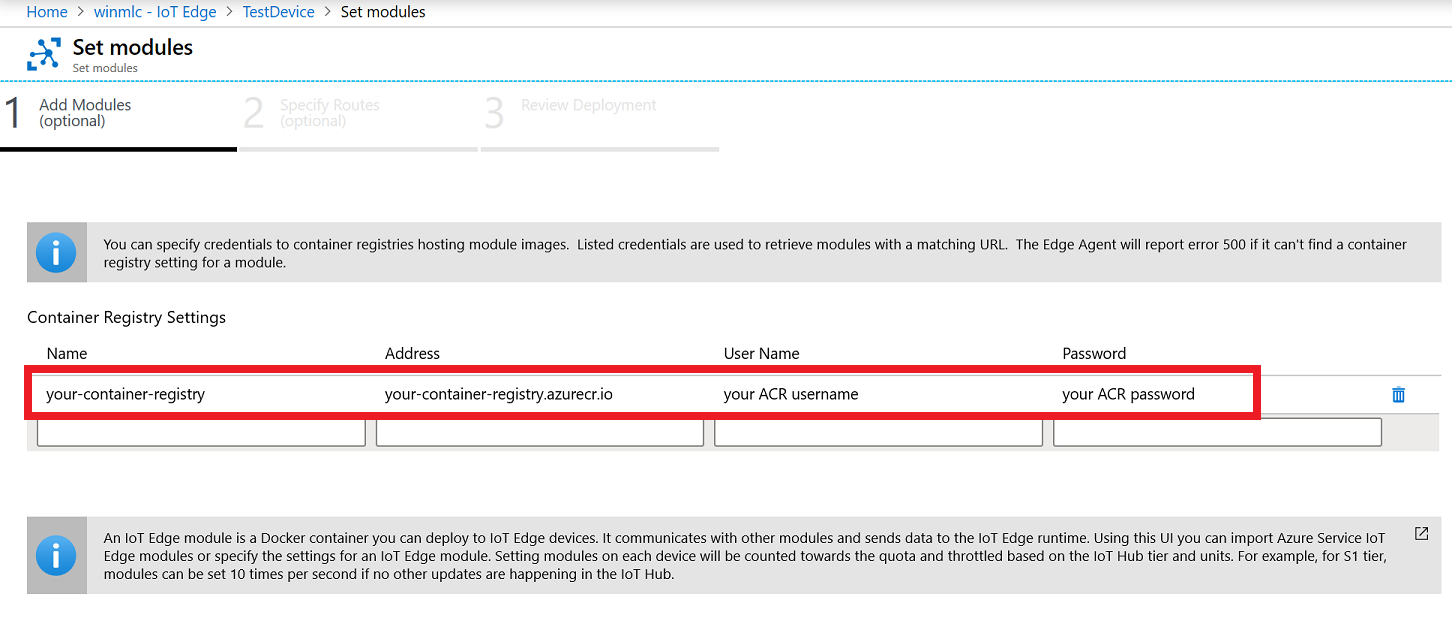 Home > winmlc - IoT Edge > TestDevice > Set modules
Set modules
Set modules
1 Add Modules
(optional)
2 Specify Routes
(optional)
3 Review Deployment
You can specify credentials to container registries hosting module images. Listed credentials are used to retrieve modules with a matching URL. The Edge Agent will report error 500 if it can't find a container
registry setting for a module.
Container Registry Settings
Name Address User Name Password
your-container-registry your-container-registry.azurecr.io your ACR username your ACR password
An IoT Edge module is a Docker container you can deploy to IoT Edge devices. It communicates with other modules and sends data to the IoT Edge runtime. Using this UI you can import Azure Service IoT
Edge modules or specify the settings for an IoT Edge module. Setting modules on each device will be counted towards the quota and throttled based on the IoT Hub tier and units. For example, for S1 tier,
modules can be set 10 times per second if no other updates are happening in the IoT Hub.